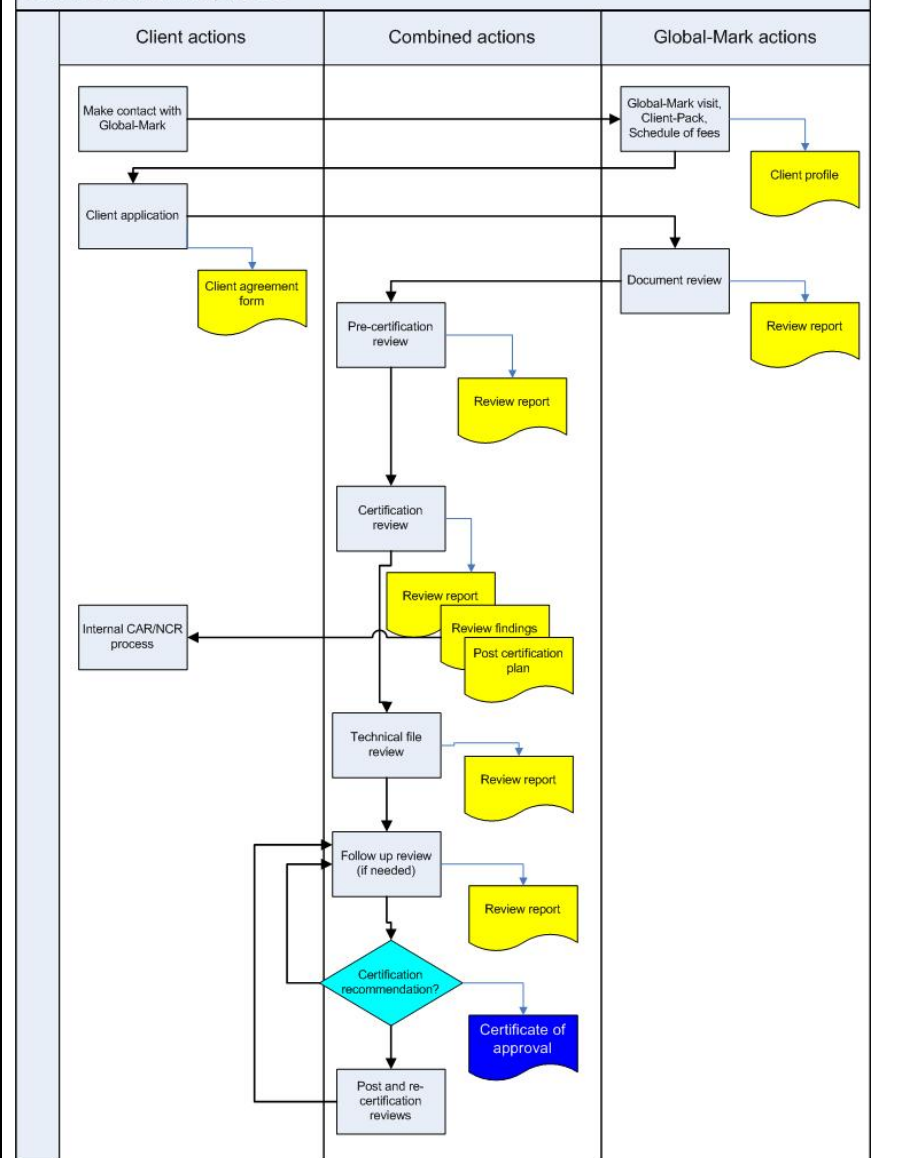 Client actions
Combined actions
Global-Mark actions
Make contact with
Global-Mark
Global-Mark visit,
Client-Pack,
Schedule of fees
Client profile
Client application
Client agreement
form
Document review
Review report
Pre-certification
review
Review report
Certification
review
Review report
Review findings
Post certification
plan
Internal CAR/NCR
process
Technical file
review
Review report
Follow up review
(if needed)
Review report
Certification
recommendation?
Certificate of
approval
Post and re-
certification
reviews